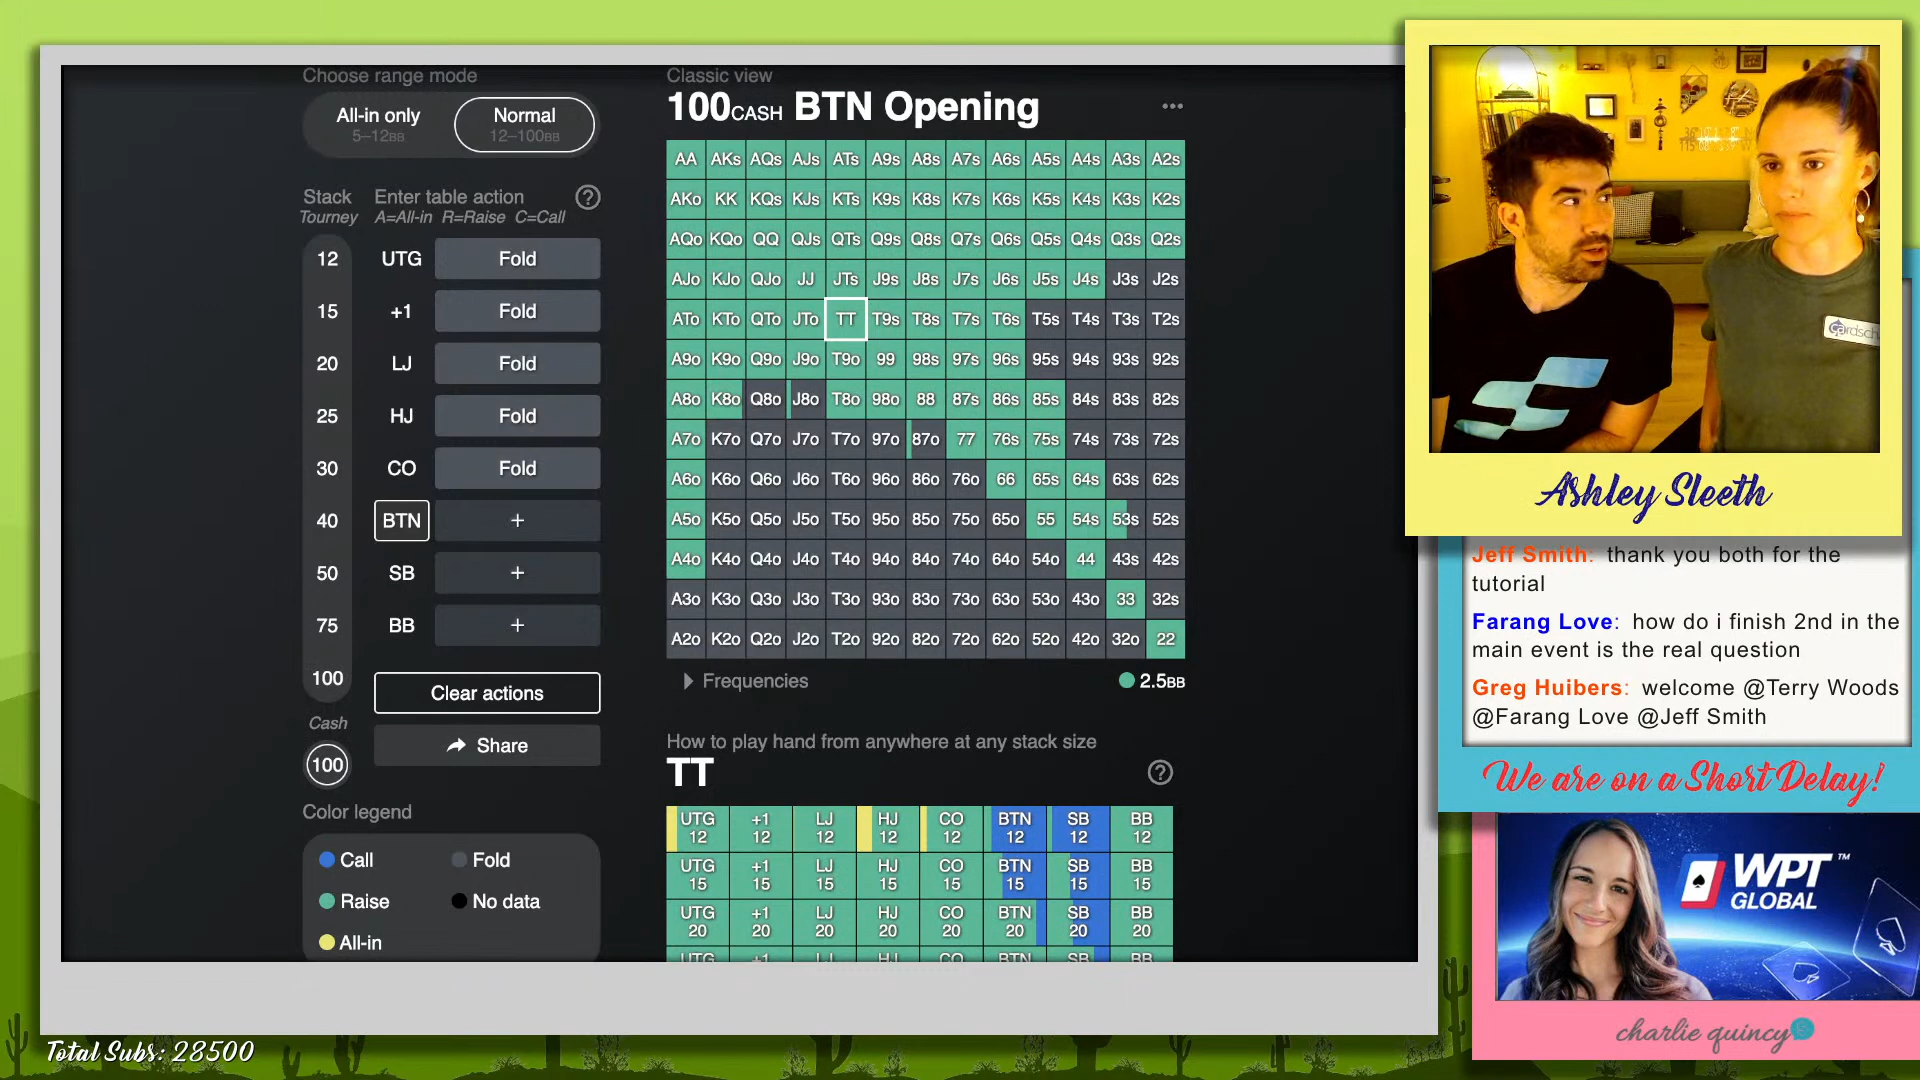 Choose range mode
All-in only
5–12BB
Normal
12–100BB
Stack
Tourney
Enter table action
A=All-in R=Raise C=Call
?
12 UTG Fold
15 +1 Fold
20 LJ Fold
25 HJ Fold
30 CO Fold
40 BTN +
50 SB +
75 BB +
100
Cash
100
Clear actions
Share
Color legend
Call
Fold
Raise
No data
All-in
Classic view
100CASH BTN Opening
AA AKs AQs AJs ATs A9s A8s A7s A6s A5s A4s A3s A2s
AKo KK KQs KJs KTs K9s K8s K7s K6s K5s K4s K3s K2s
AQo KQo QQ QJs QTs Q9s Q8s Q7s Q6s Q5s Q4s Q3s Q2s
AJo KJo QJo JJ JTs J9s J8s J7s J6s J5s J4s J3s J2s
ATo KTo QTo JTo TT T9s T8s T7s T6s T5s T4s T3s T2s
A9o K9o Q9o J9o T9o 99 98s 97s 96s 95s 94s 93s 92s
A8o K8o Q8o J8o T8o 98o 88 87s 86s 85s 84s 83s 82s
A7o K7o Q7o J7o T7o 97o 87o 77 76s 75s 74s 73s 72s
A6o K6o Q6o J6o T6o 96o 86o 76o 66 65s 64s 63s 62s
A5o K5o Q5o J5o T5o 95o 85o 75o 65o 55 54s 53s 52s
A4o K4o Q4o J4o T4o 94o 84o 74o 64o 54o 44 43s 42s
A3o K3o Q3o J3o T3o 93o 83o 73o 63o 53o 43o 33 32s
A2o K2o Q2o J2o T2o 92o 82o 72o 62o 52o 42o 32o 22
Frequencies
2.5BB
How to play hand from anywhere at any stack size
TT
?
UTG +1 LJ HJ CO BTN SB BB
12 12 12 12 12 12 12 12
UTG +1 LJ HJ CO BTN SB BB
15 15 15 15 15 15 15 15
UTG +1 LJ HJ CO BTN SB BB
20 20 20 20 20 20 20 20
UTG +1 LJ HJ CO BTN SB BB
Ashley Sleeth
Jeff Smith: thank you both for the
tutorial
Farang Love: how do i finish 2nd in the
main event is the real question
Greg Huibers: welcome @Terry Woods
@Farang Love @Jeff Smith
We are on a Short Delay!
WPT™
GLOBAL
charlie quincy
Total Subs: 28500